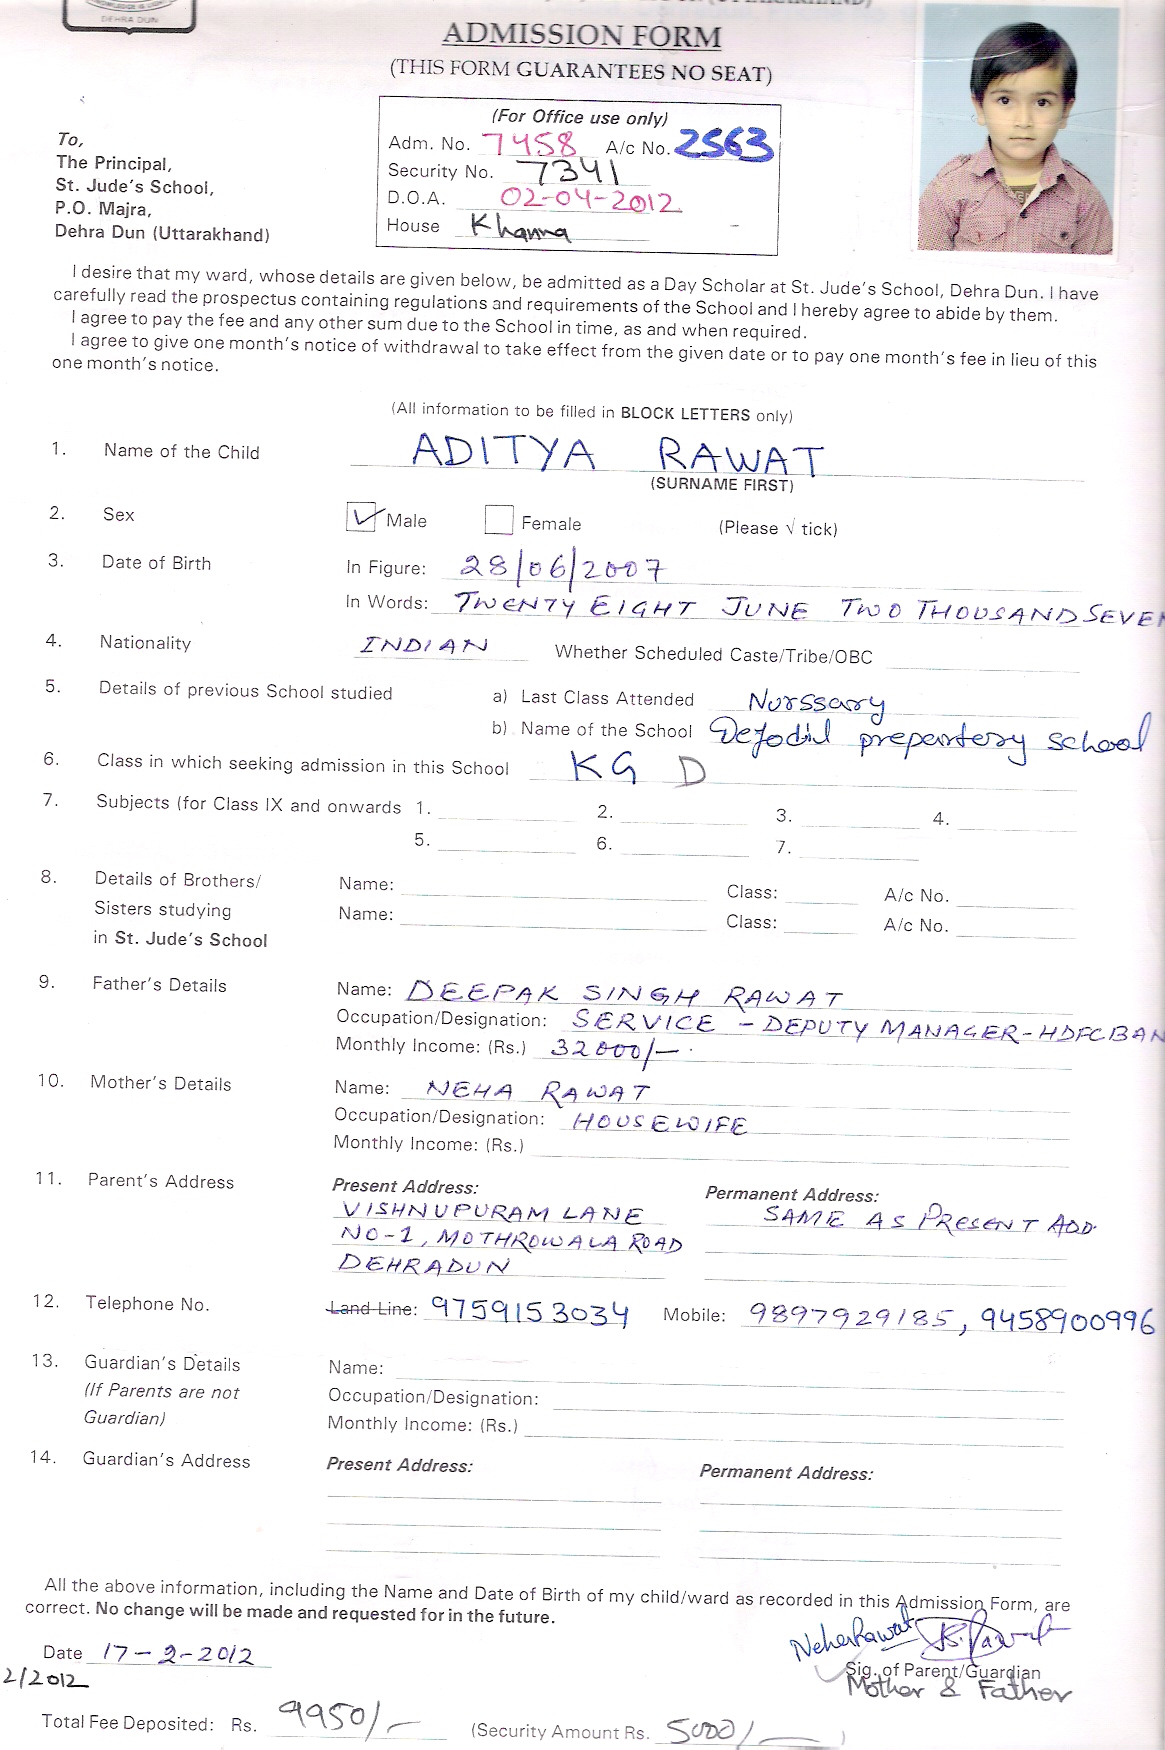 DEHRA DUN
ADMISSION FORM
(THIS FORM GUARANTEES NO SEAT)
(For Office use only)
Adm. No. 7458 A/c No. 2563
Security No. 7341
D.O.A. 02-04-2012
House Khanna
To,
The Principal,
St. Jude's School,
P.O. Majra,
Dehra Dun (Uttarakhand)
I desire that my ward, whose details are given below, be admitted as a Day Scholar at St. Jude's School, Dehra Dun. I have
carefully read the prospectus containing regulations and requirements of the School and I hereby agree to abide by them.
I agree to pay the fee and any other sum due to the School in time, as and when required.
I agree to give one month's notice of withdrawal to take effect from the given date or to pay one month's fee in lieu of this
one month's notice.
(All information to be filled in BLOCK LETTERS only)
1. Name of the Child ADITYA RAWAT
(SURNAME FIRST)
2. Sex Male Female (Please √ tick)
3. Date of Birth In Figure: 28/06/2007
In Words: TWENTY EIGHT JUNE TWO THOUSAND SEVEN
4. Nationality INDIAN Whether Scheduled Caste/Tribe/OBC
5. Details of previous School studied a) Last Class Attended Nurssary
b) Name of the School Defodil prepentory school
6. Class in which seeking admission in this School KG D
7. Subjects (for Class IX and onwards 1. 2. 3. 4.
5. 6. 7.
8. Details of Brothers/ Name: Class: A/c No.
Sisters studying Name: Class: A/c No.
in St. Jude's School
9. Father's Details Name: DEEPAK SINGH RAWAT
Occupation/Designation: SERVICE - DEPUTY MANAGER - HDFC BAN
Monthly Income: (Rs.) 32000/-
10. Mother's Details Name: NEHA RAWAT
Occupation/Designation: HOUSEWIFE
Monthly Income: (Rs.)
11. Parent's Address Present Address: Permanent Address:
VISHNUPURAM LANE SAME AS PRESENT ADD.
NO-1, MOTHROWALA ROAD
DEHRADUN
12. Telephone No. Land Line: 9759153034 Mobile: 9897929185, 9458900996
13. Guardian's Details Name:
(If Parents are not Occupation/Designation:
Guardian) Monthly Income: (Rs.)
14. Guardian's Address Present Address: Permanent Address:
All the above information, including the Name and Date of Birth of my child/ward as recorded in this Admission Form, are
correct. No change will be made and requested for in the future.
Neha Rawat
Date 17-2-2012
Sig. of Parent/Guardian
2/2012 Mother & Father
Total Fee Deposited: Rs. 9950/- (Security Amount Rs. 5000/- )